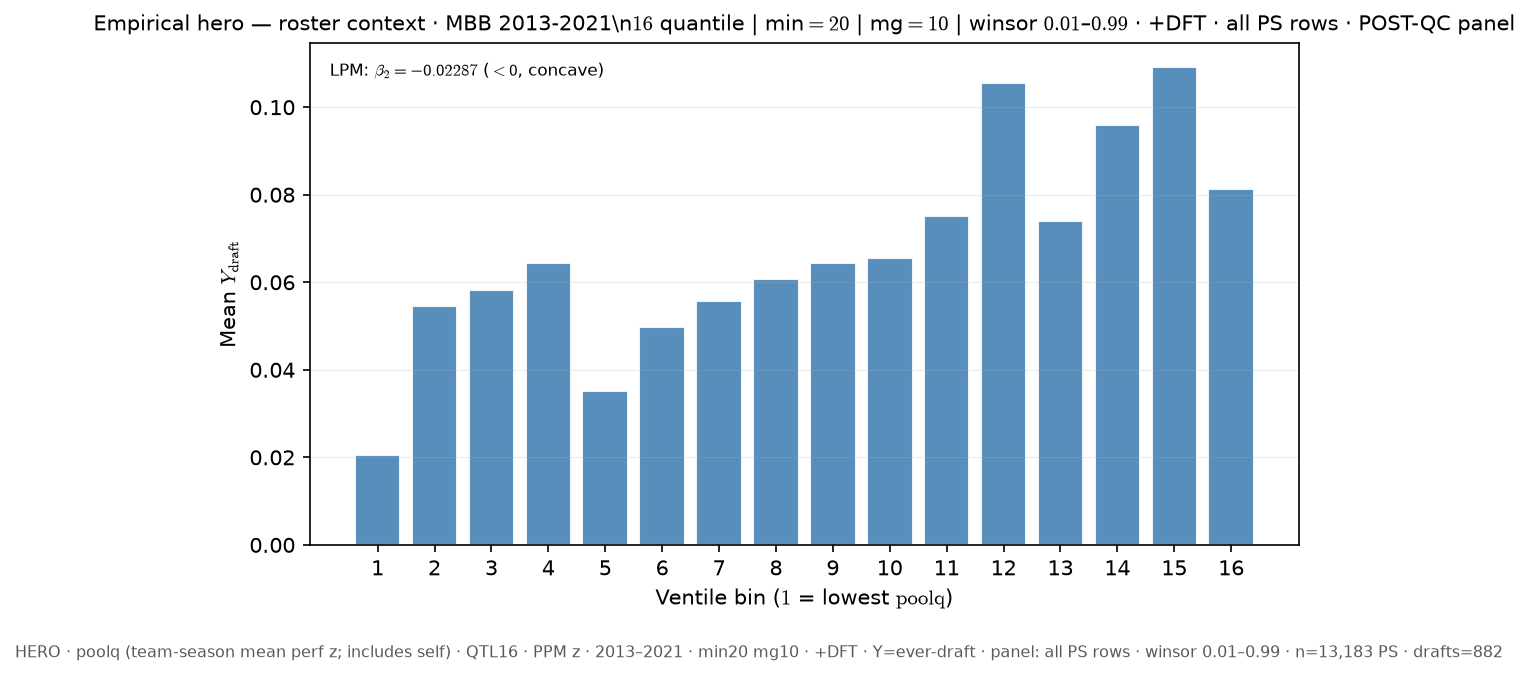 Empirical hero — roster context · MBB 2013-2021\n16 quantile | min = 20 | mg = 10 | winsor 0.01–0.99 · +DFT · all PS rows · POST-QC panel
LPM: β₂ = −0.02287 (< 0, concave)
Mean Y_draft
0.10
0.08
0.06
0.04
0.02
0.00
1 2 3 4 5 6 7 8 9 10 11 12 13 14 15 16
Ventile bin (1 = lowest poolq)
HERO · poolq (team-season mean perf z; includes self) · QTL16 · PPM z · 2013–2021 · min20 mg10 · +DFT · Y=ever-draft · panel: all PS rows · winsor 0.01–0.99 · n=13,183 PS · drafts=882